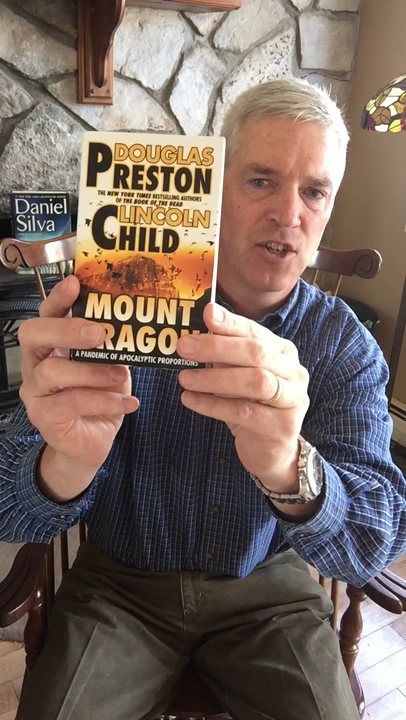 DOUGLAS
PRESTON
THE NEW YORK TIMES BESTSELLING AUTHORS
OF THE BOOK OF THE DEAD
LINCOLN
CHILD
MOUNT
RAGON
A PANDEMIC OF APOCALYPTIC PROPORTIONS
Daniel
Silva